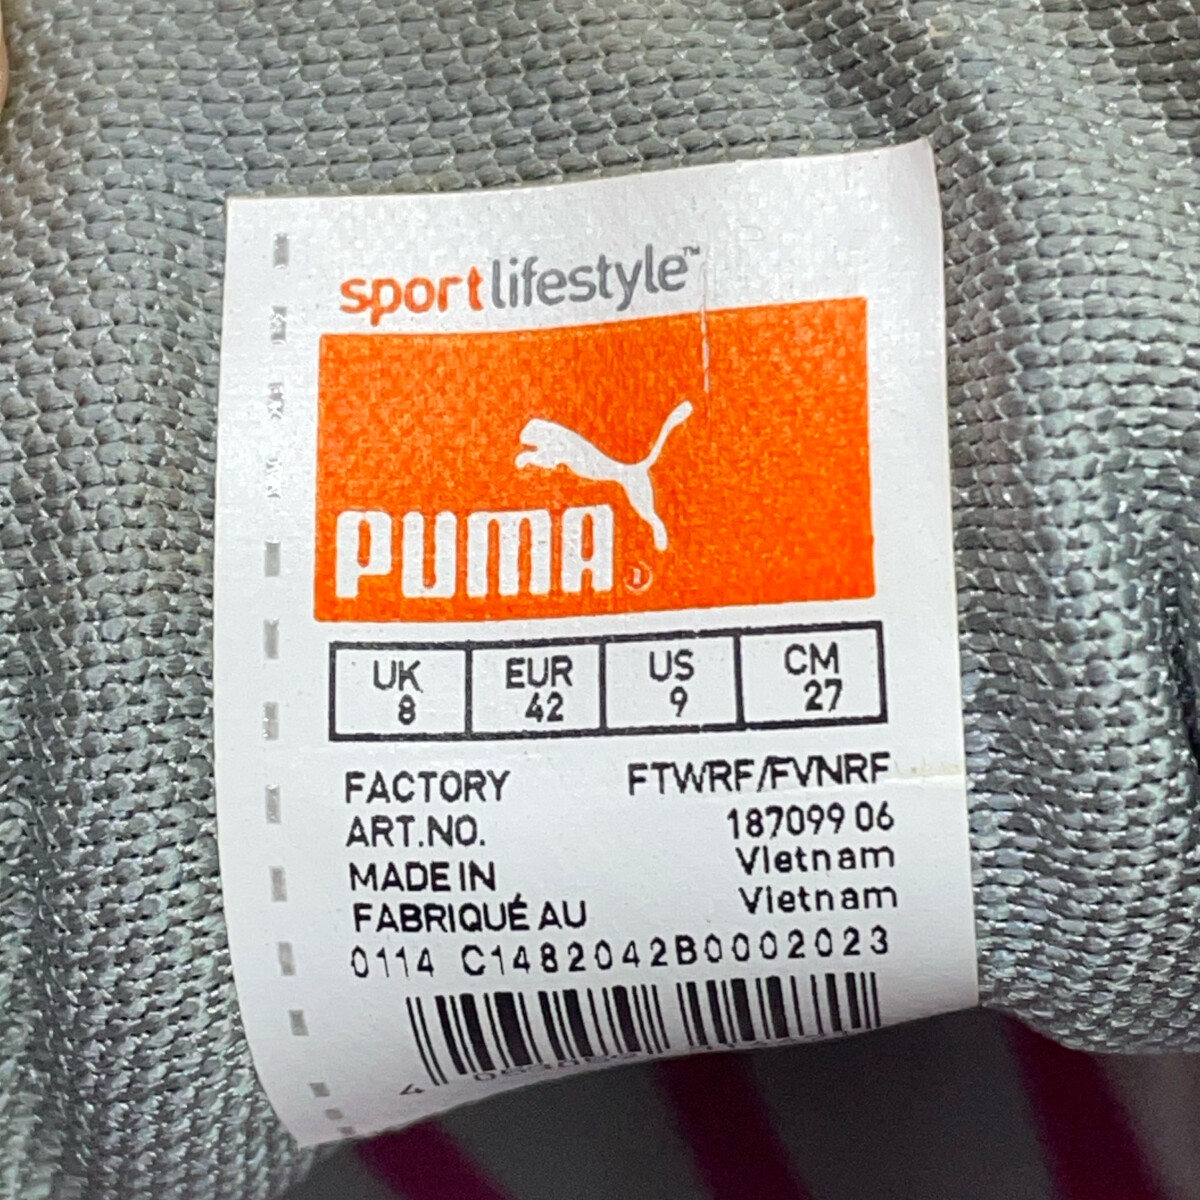 sportlifestyle™
PUMA
UK EUR US CM
8 42 9 27
FACTORY FTWRF/FVNRF
ART.NO. 187099 06
MADE IN Vietnam
FABRIQUÉ AU Vietnam
0114 C1482042B0002023